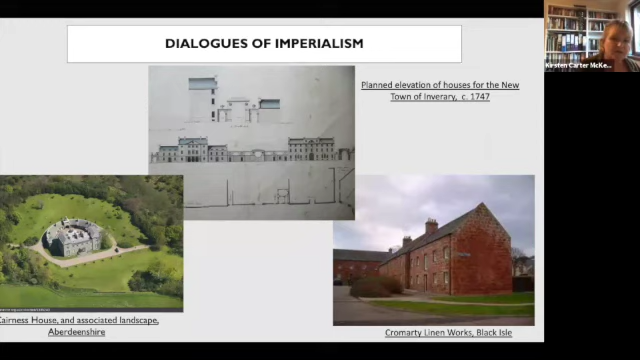 DIALOGUES OF IMPERIALISM
Planned elevation of houses for the New
Town of Inverary, c. 1747
Kirsten Carter McKe...
Cairness House, and associated landscape,
Aberdeenshire
Cromarty Linen Works, Black Isle